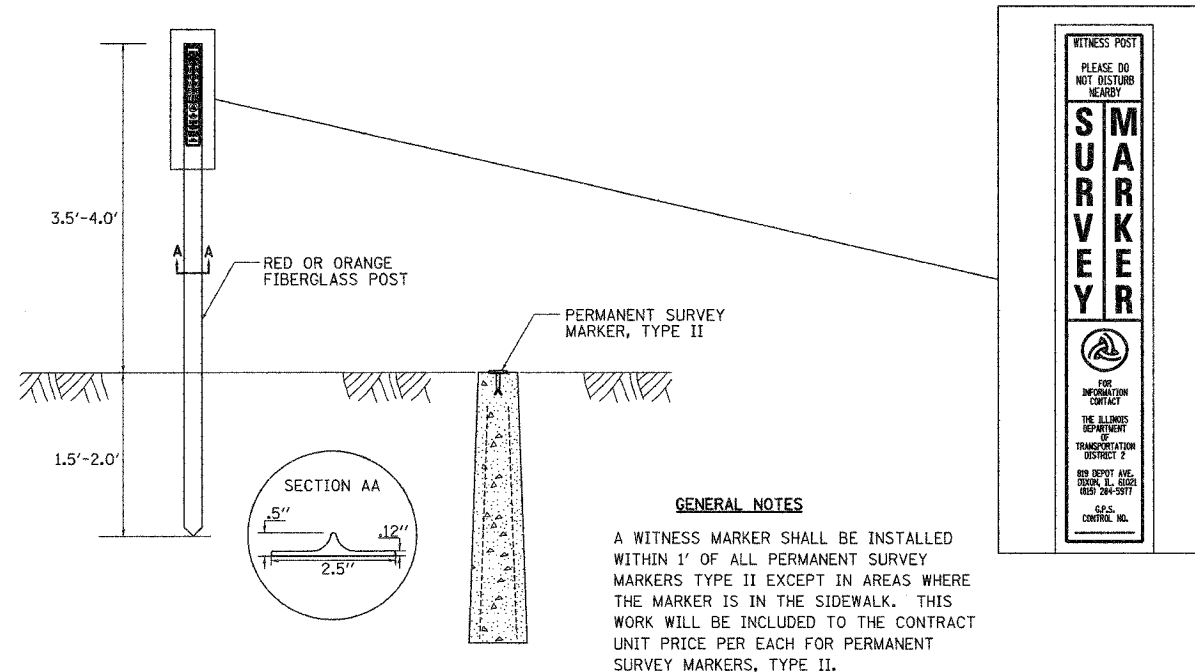 3.5'-4.0'
A A
RED OR ORANGE
FIBERGLASS POST
PERMANENT SURVEY
MARKER, TYPE II
1.5'-2.0'
SECTION AA
.5"
.12"
2.5"
GENERAL NOTES
A WITNESS MARKER SHALL BE INSTALLED
WITHIN 1' OF ALL PERMANENT SURVEY
MARKERS TYPE II EXCEPT IN AREAS WHERE
THE MARKER IS IN THE SIDEWALK. THIS
WORK WILL BE INCLUDED TO THE CONTRACT
UNIT PRICE PER EACH FOR PERMANENT
SURVEY MARKERS, TYPE II.
WITNESS POST
PLEASE DO
NOT DISTURB
NEARBY
SURVEY
MARKER
FOR
INFORMATION
CONTACT
THE ILLINOIS
DEPARTMENT
OF
TRANSPORTATION
DISTRICT 2
819 DEPOT AVE.
DIXON, IL. 61021
(815) 284-5977
G.P.S.
CONTROL NO.